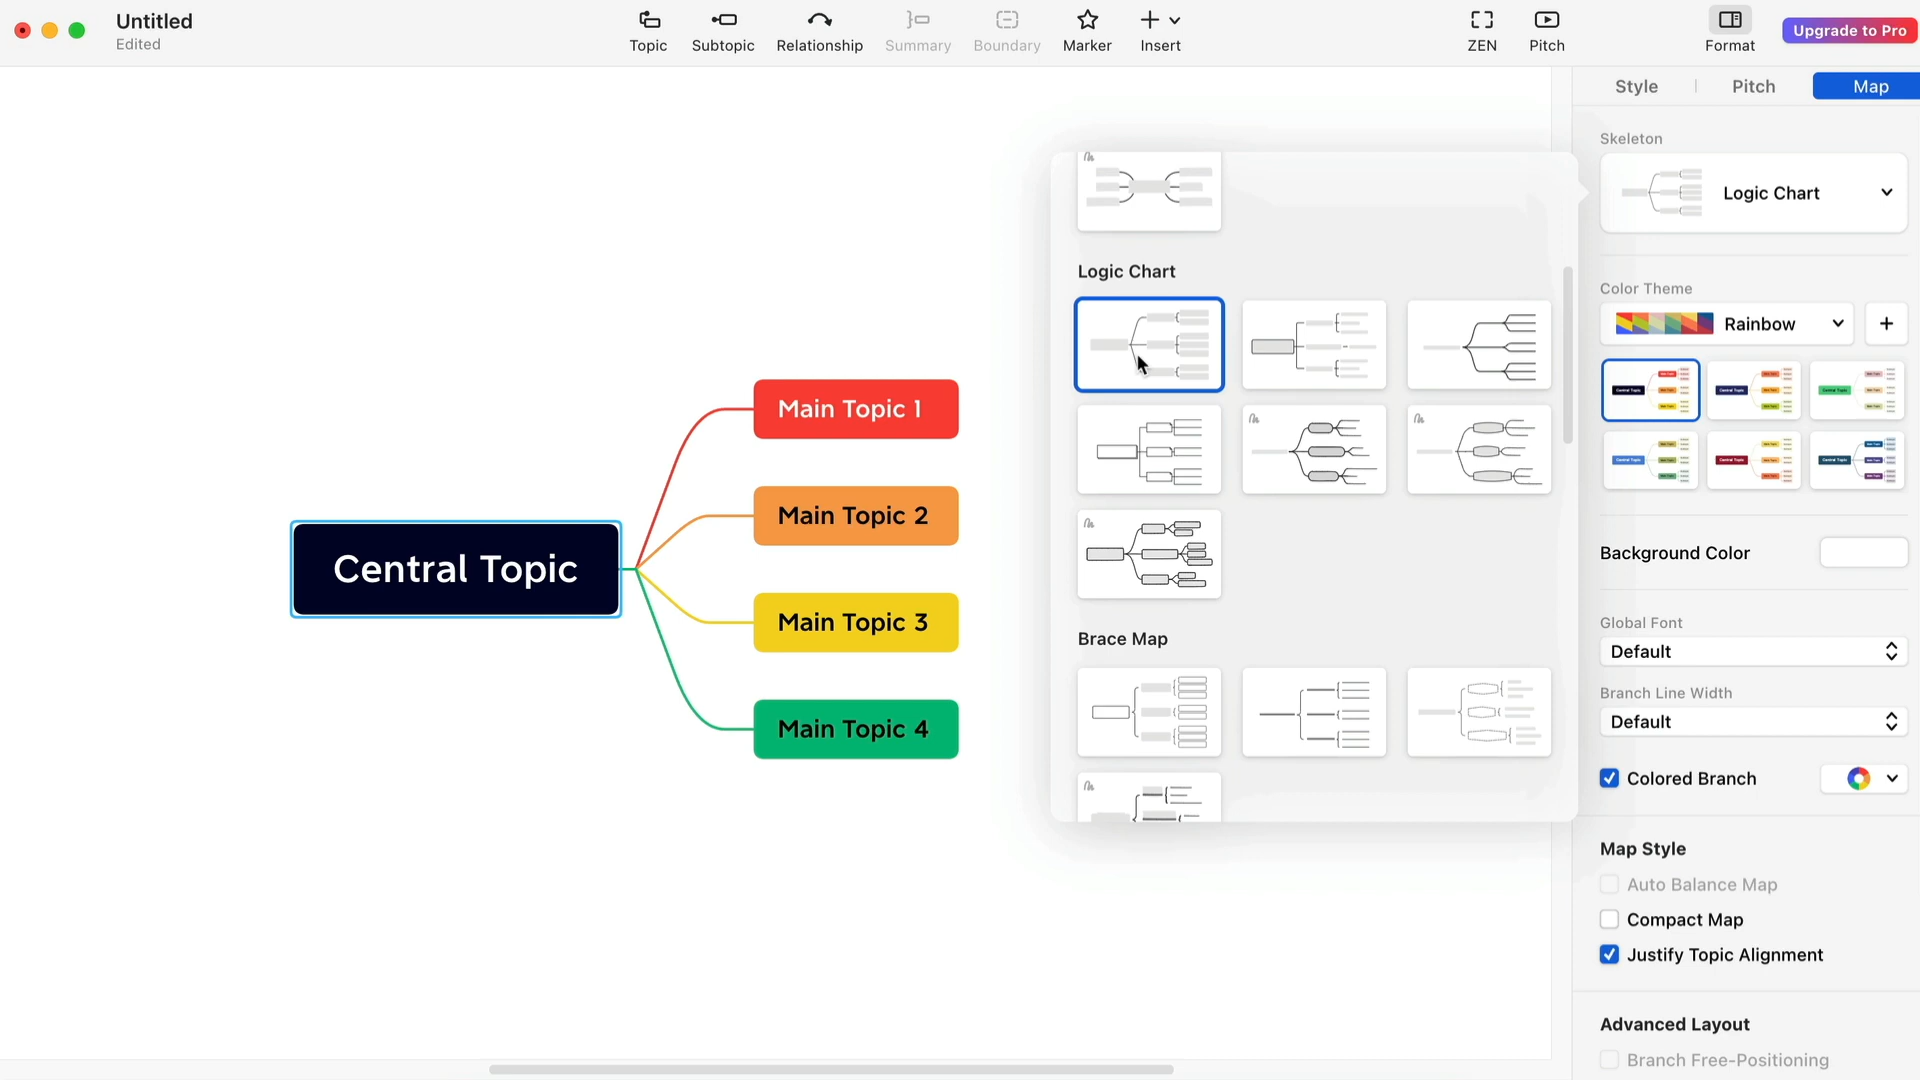 Untitled
Edited
Topic
Subtopic
Relationship
Summary
Boundary
Marker
Insert
ZEN
Pitch
Format
Upgrade to Pro
Style
Pitch
Map
Skeleton
Logic Chart
Color Theme
Rainbow
Background Color
Global Font
Default
Branch Line Width
Default
Colored Branch
Map Style
Auto Balance Map
Compact Map
Justify Topic Alignment
Advanced Layout
Branch Free-Positioning
Logic Chart
Brace Map
Central Topic
Main Topic 1
Main Topic 2
Main Topic 3
Main Topic 4